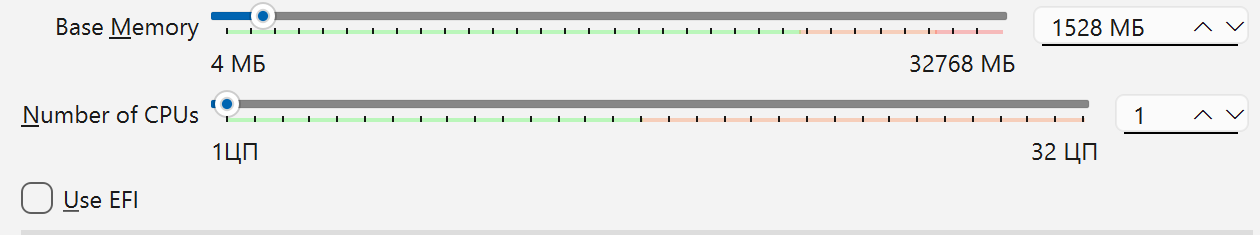 Base Memory
1528 МБ
4 МБ
32768 МБ
Number of CPUs
1
1ЦП
32 ЦП
Use EFI